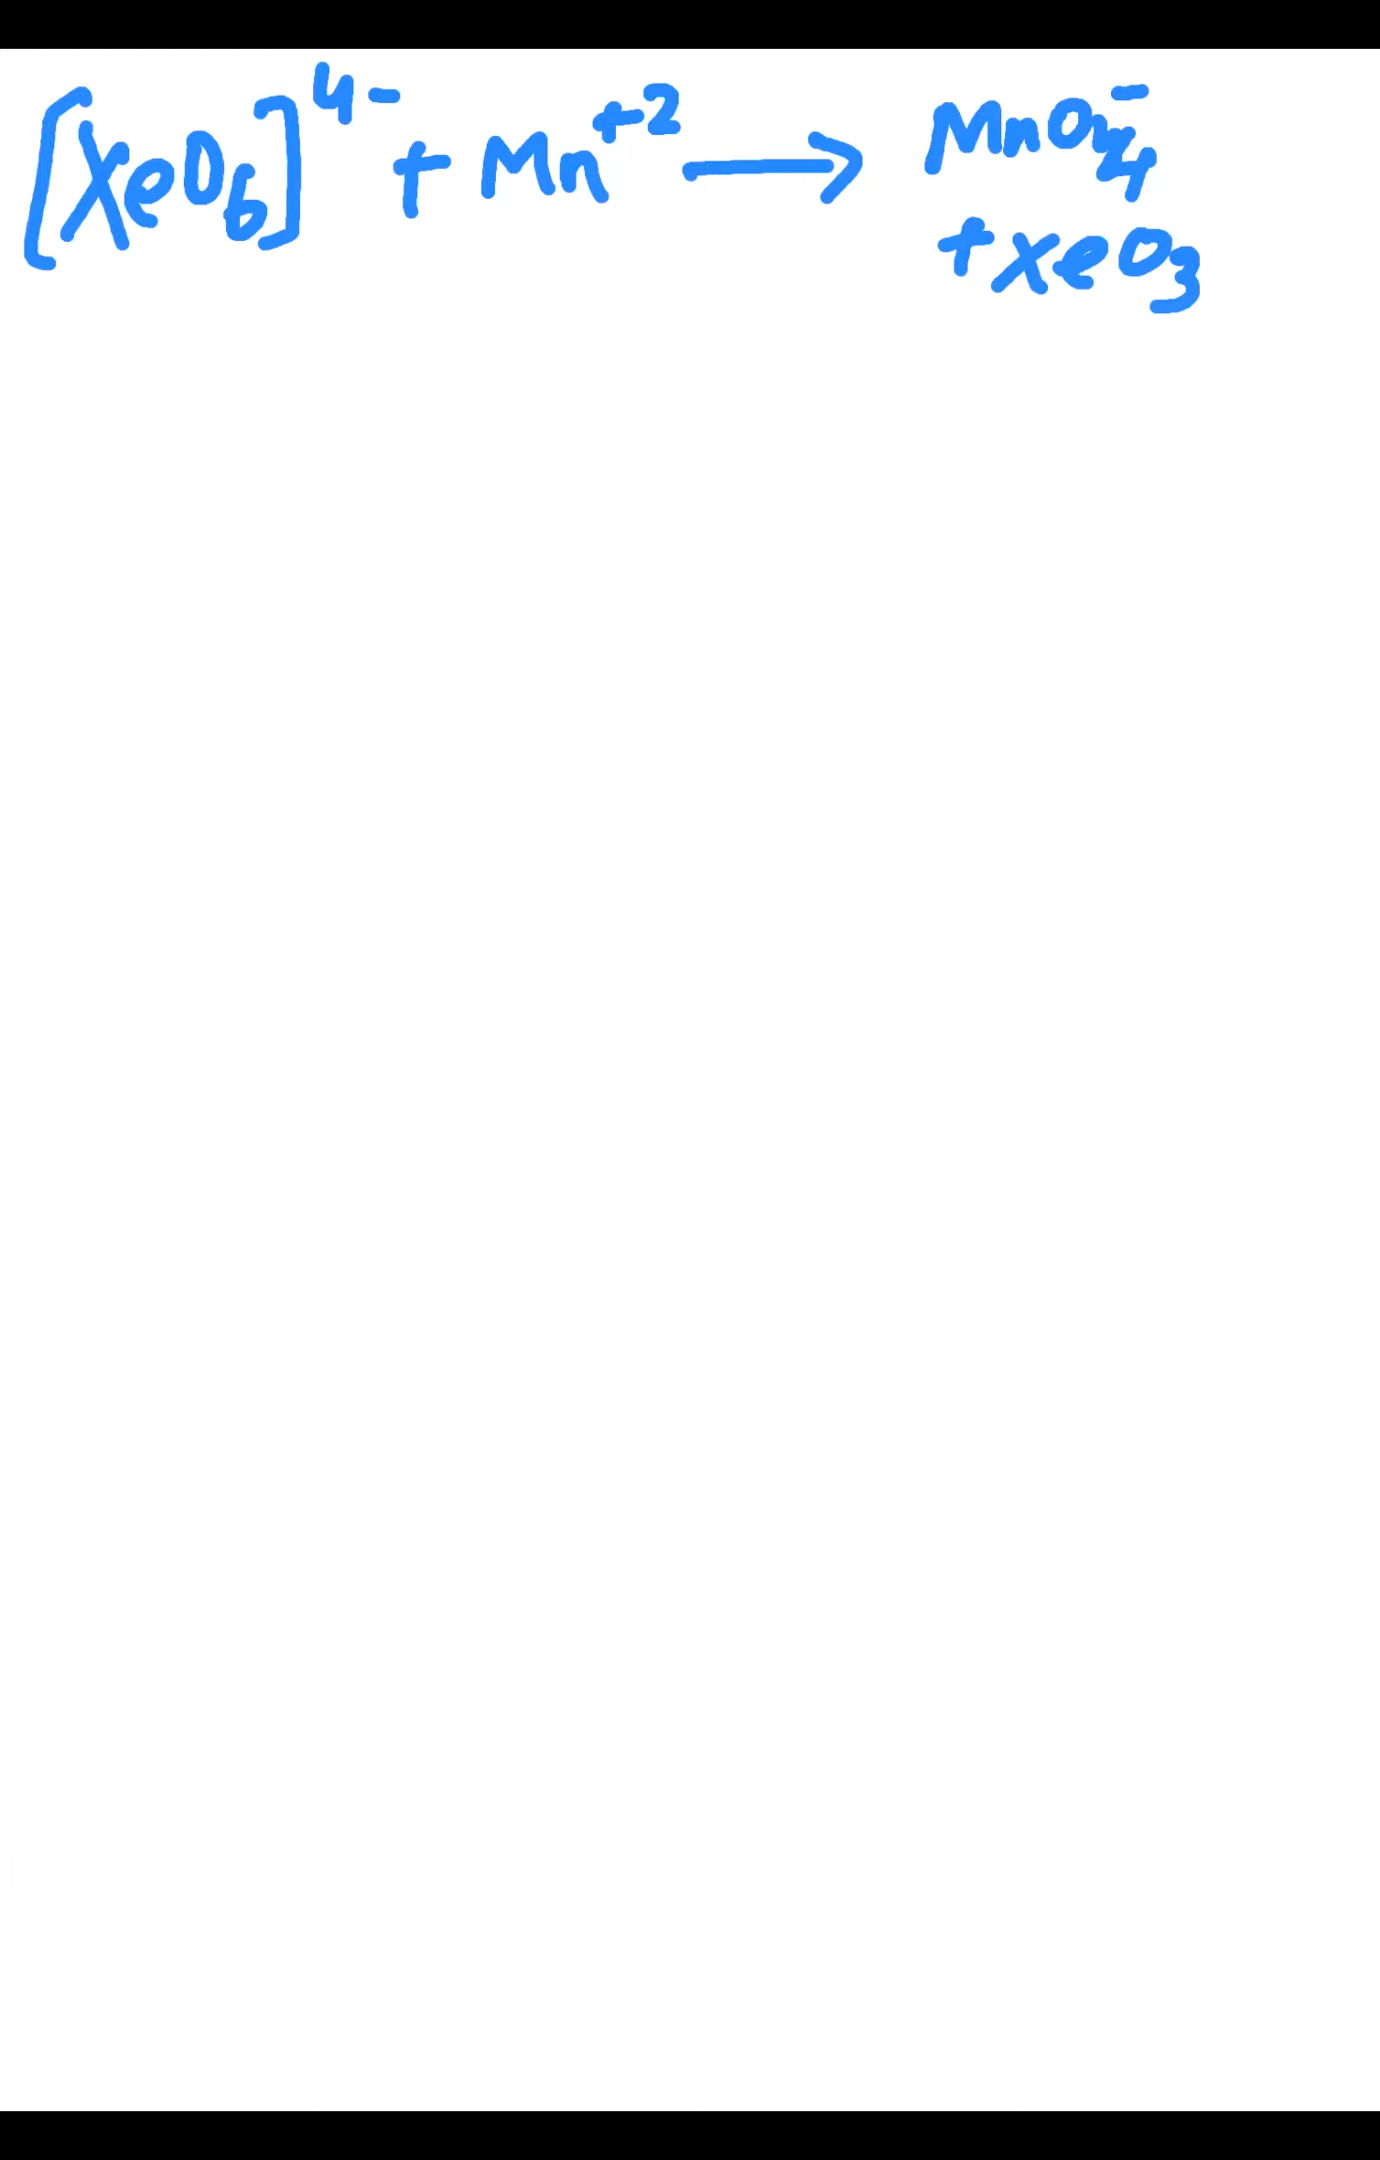 [XeO₆]⁴⁻ + Mn⁺² ⟶ MnO₄⁻
+ XeO₃